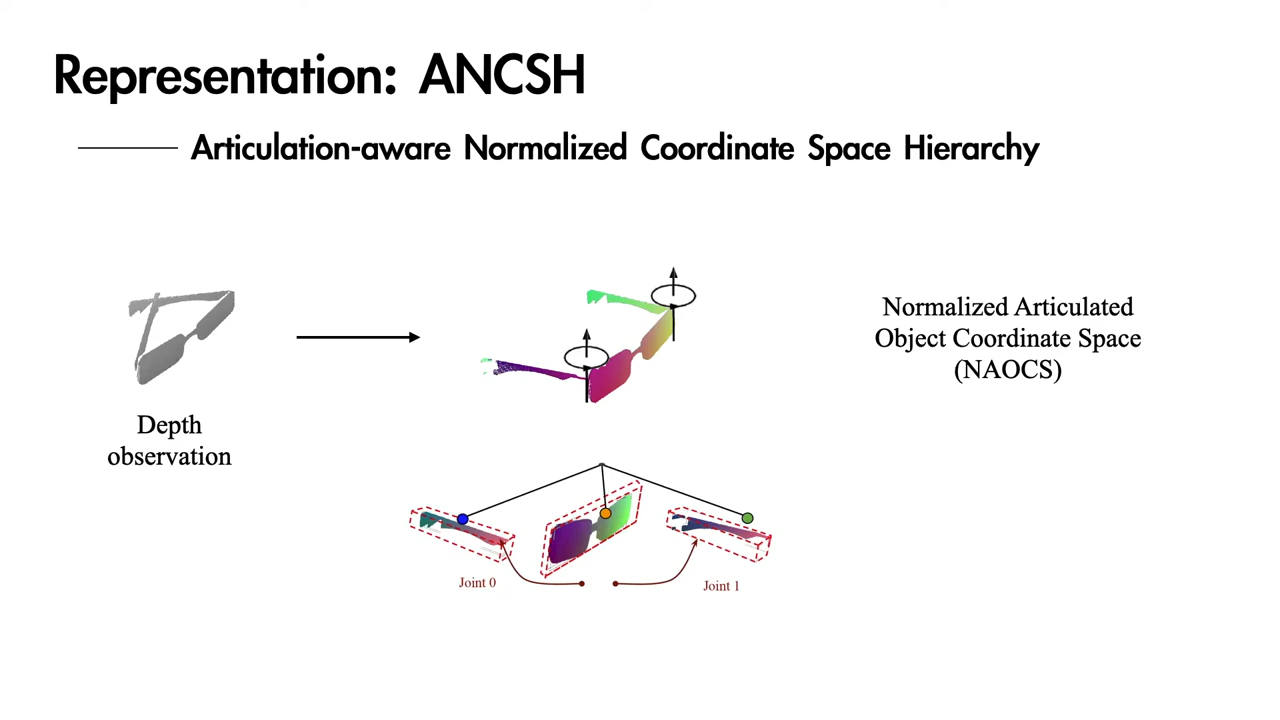 Representation: ANCSH
Articulation-aware Normalized Coordinate Space Hierarchy
Depth
observation
Normalized Articulated
Object Coordinate Space
(NAOCS)
Joint 0
Joint 1